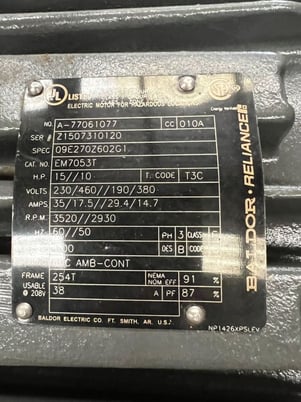 UL
LISTED
ELECTRIC MOTOR FOR HAZARDOUS
NO. A-77061077 CC 010A
SER # Z1507310120
SPEC 09E270Z602G1
CAT. NO. EM7053T
H.P. 15//10 T. CODE T3C
VOLTS 230/460//190/380
AMPS 35/17.5//29.4/14.7
R.P.M. 3520//2930
HZ 60//50 PH 3 CLASS
DES B
AMB-CONT
FRAME 254T NEMA NOM EFF 91 %
USABLE @ 208V 38 A PF 87 %
BALDOR ELECTRIC CO. FT. SMITH, AR. U.S.
NP1426XPSLEV
BALDOR · RELIANCE